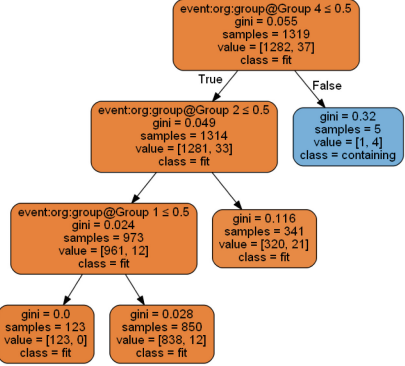 event:org:group@Group 4 ≤ 0.5
gini = 0.055
samples = 1319
value = [1282, 37]
class = fit
True
False
event:org:group@Group 2 ≤ 0.5
gini = 0.049
samples = 1314
value = [1281, 33]
class = fit
gini = 0.32
samples = 5
value = [1, 4]
class = containing
event:org:group@Group 1 ≤ 0.5
gini = 0.024
samples = 973
value = [961, 12]
class = fit
gini = 0.116
samples = 341
value = [320, 21]
class = fit
gini = 0.0
samples = 123
value = [123, 0]
class = fit
gini = 0.028
samples = 850
value = [838, 12]
class = fit